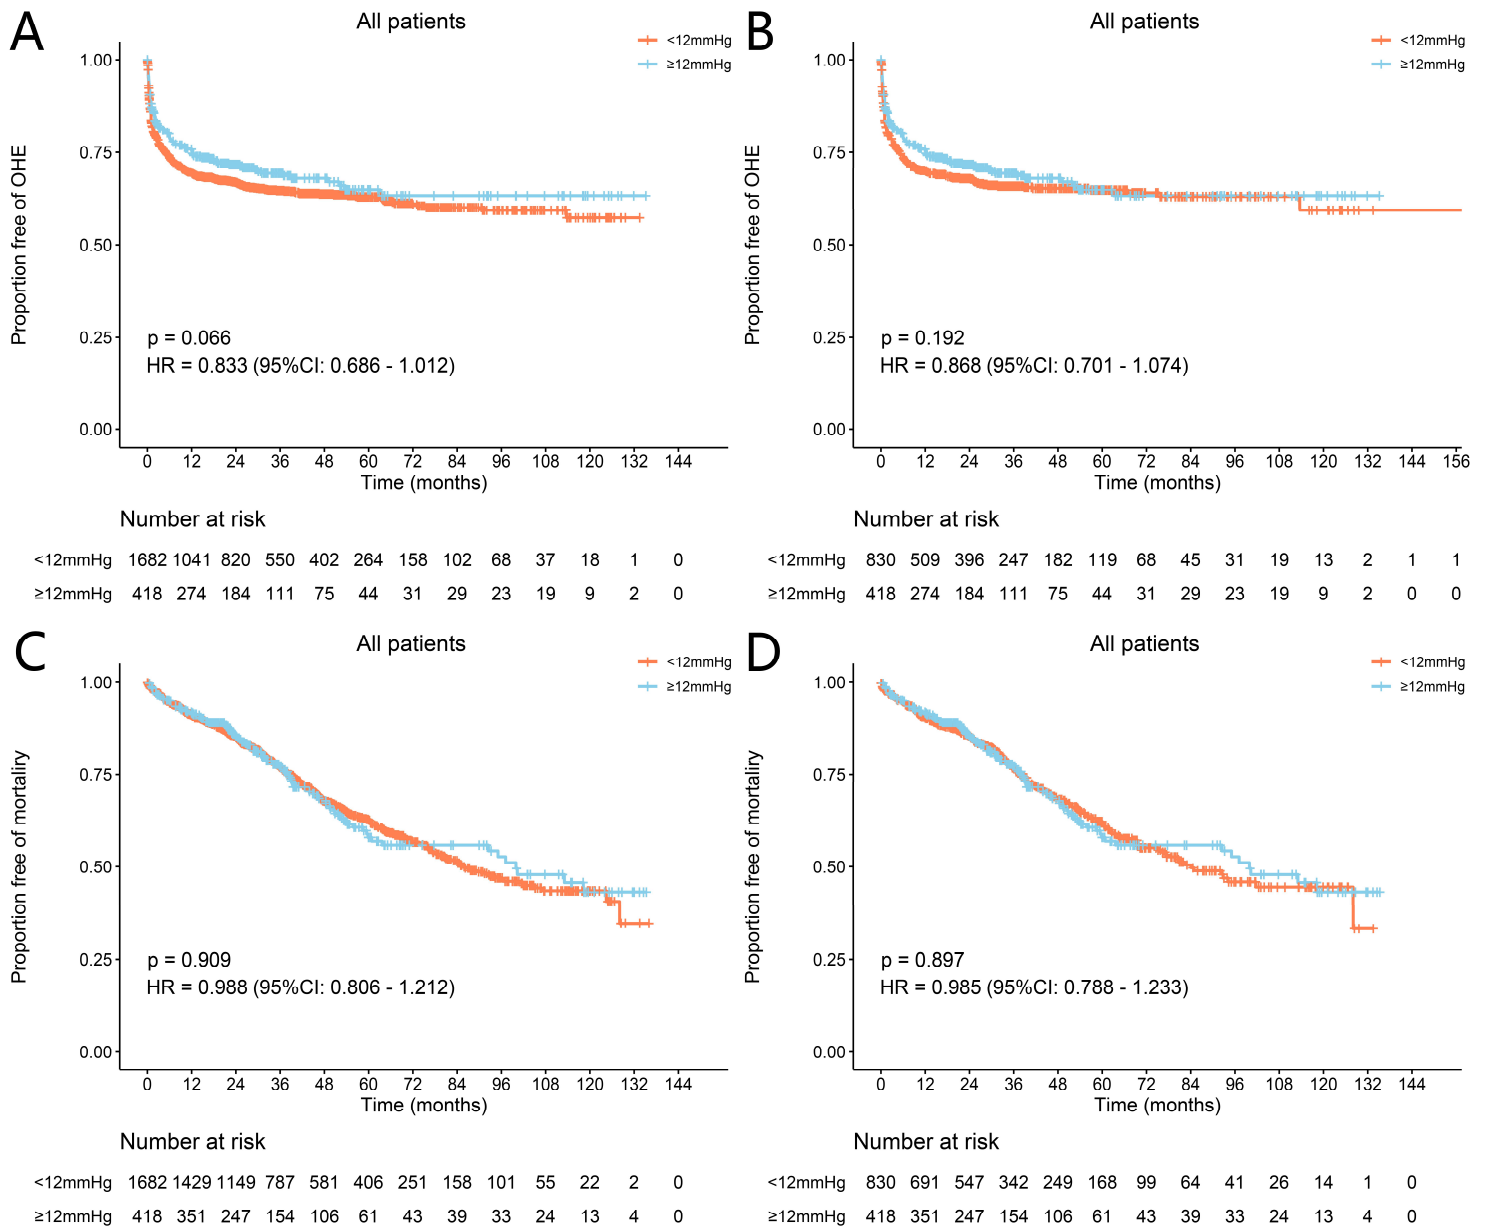 A
All patients
<12mmHg
≥12mmHg
Proportion free of OHE
1.00
0.75
0.50
0.25
0.00
p = 0.066
HR = 0.833 (95%CI: 0.686 - 1.012)
0 12 24 36 48 60 72 84 96 108 120 132 144
Time (months)
Number at risk
<12mmHg 1682 1041 820 550 402 264 158 102 68 37 18 1 0
≥12mmHg 418 274 184 111 75 44 31 29 23 19 9 2 0
B
All patients
<12mmHg
≥12mmHg
Proportion free of OHE
1.00
0.75
0.50
0.25
0.00
p = 0.192
HR = 0.868 (95%CI: 0.701 - 1.074)
0 12 24 36 48 60 72 84 96 108 120 132 144 156
Time (months)
Number at risk
<12mmHg 830 509 396 247 182 119 68 45 31 19 13 2 1 1
≥12mmHg 418 274 184 111 75 44 31 29 23 19 9 2 0 0
C
All patients
<12mmHg
≥12mmHg
Proportion free of mortaliry
1.00
0.75
0.50
0.25
0.00
p = 0.909
HR = 0.988 (95%CI: 0.806 - 1.212)
0 12 24 36 48 60 72 84 96 108 120 132 144
Time (months)
Number at risk
<12mmHg 1682 1429 1149 787 581 406 251 158 101 55 22 2 0
≥12mmHg 418 351 247 154 106 61 43 39 33 24 13 4 0
D
All patients
<12mmHg
≥12mmHg
Proportion free of mortaliry
1.00
0.75
0.50
0.25
0.00
p = 0.897
HR = 0.985 (95%CI: 0.788 - 1.233)
0 12 24 36 48 60 72 84 96 108 120 132 144
Time (months)
Number at risk
<12mmHg 830 691 547 342 249 168 99 64 41 26 14 1 0
≥12mmHg 418 351 247 154 106 61 43 39 33 24 13 4 0